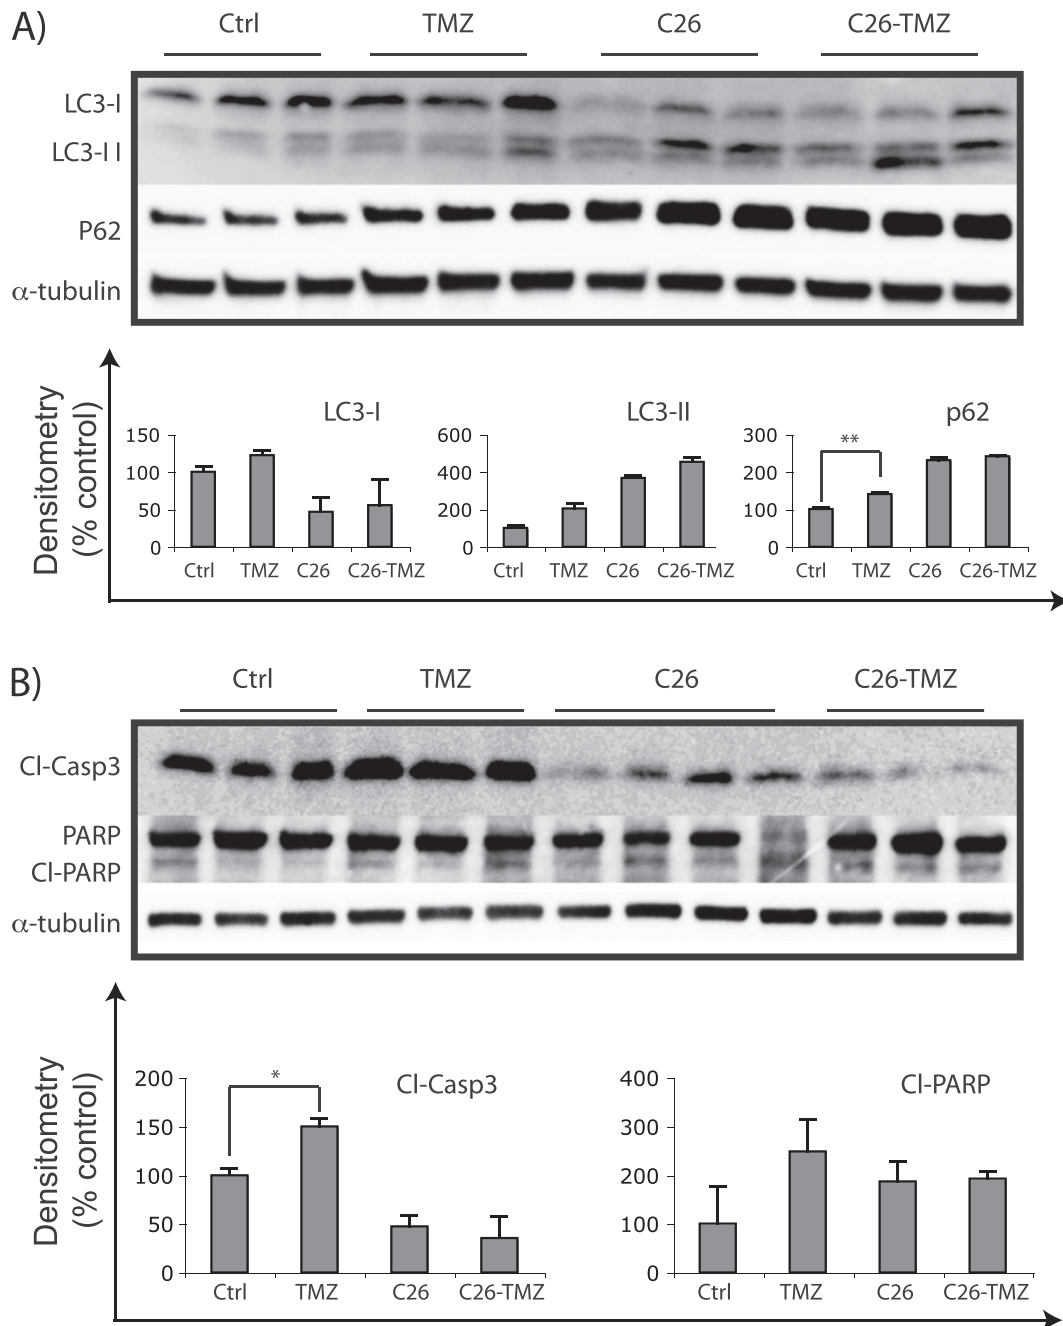 A)
Ctrl TMZ C26 C26-TMZ
LC3-I
LC3-I I
P62
α-tubulin
Densitometry
(% control)
LC3-I
150
100
50
0
Ctrl TMZ C26 C26-TMZ
LC3-II
600
400
200
0
Ctrl TMZ C26 C26-TMZ
p62
300
200
100
0
**
Ctrl TMZ C26 C26-TMZ
B)
Ctrl TMZ C26 C26-TMZ
Cl-Casp3
PARP
Cl-PARP
α-tubulin
Densitometry
(% control)
Cl-Casp3
200
150
100
50
0
*
Ctrl TMZ C26 C26-TMZ
Cl-PARP
400
300
200
100
0
Ctrl TMZ C26 C26-TMZ